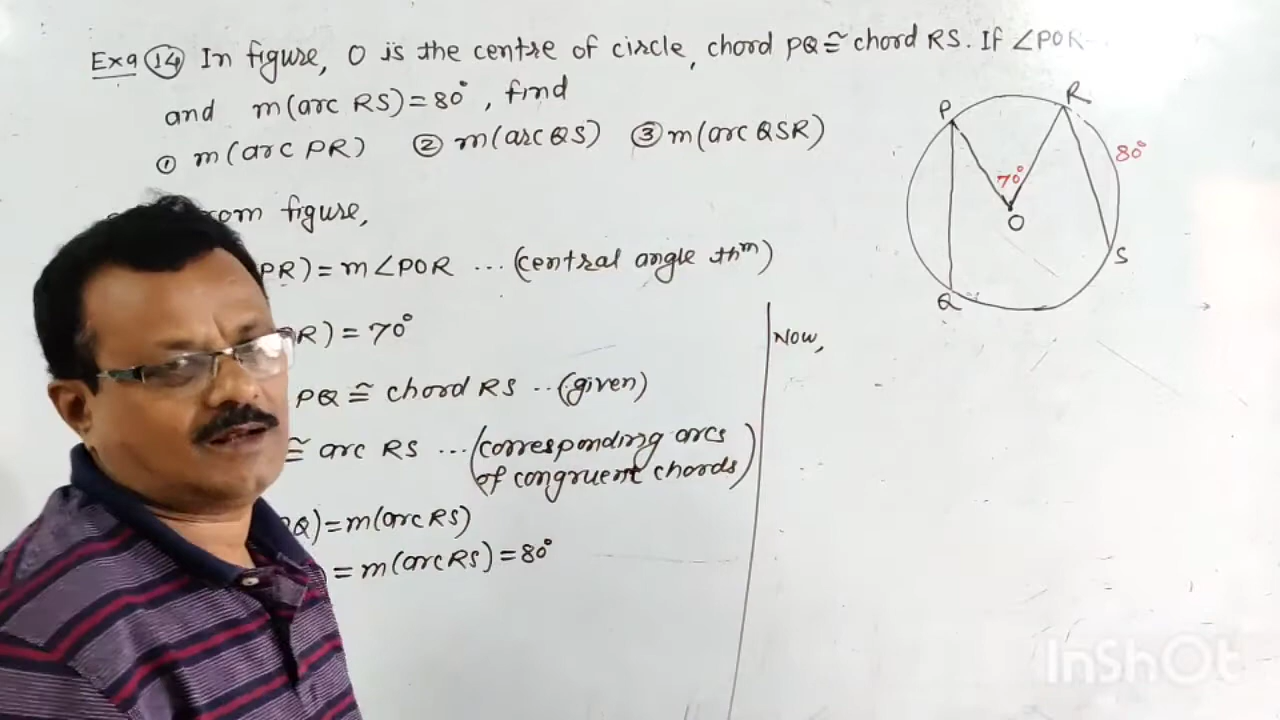 Exa 14 In figure, O is the centre of circle, chord PQ ≅ chord RS. If ∠POR
and m(arc RS)=80°, find
① m(arc PR) ② m(arc QS) ③ m(arc QSR)
figure,
PR) = m∠POR ... (central angle thm)
R) = 70°
PQ ≅ chord RS ..(given)
≅ arc RS ... (corresponding arcs
of congruent chords)
Q)=m(arc RS)
) = m(arc RS) = 80°
Now,
P
R
80°
70°
O
S
Q
InShOt